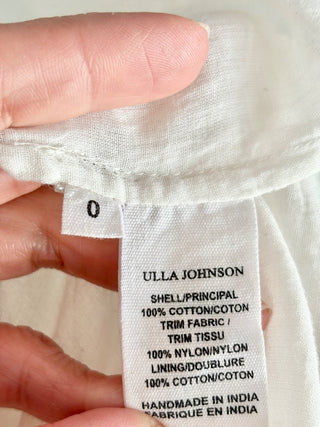 0
ULLA JOHNSON
SHELL/PRINCIPAL
100% COTTON/COTON
TRIM FABRIC /
TRIM TISSU
100% NYLON/NYLON
LINING/DOUBLURE
100% COTTON/COTON
HANDMADE IN INDIA
FABRIQUE EN INDIA